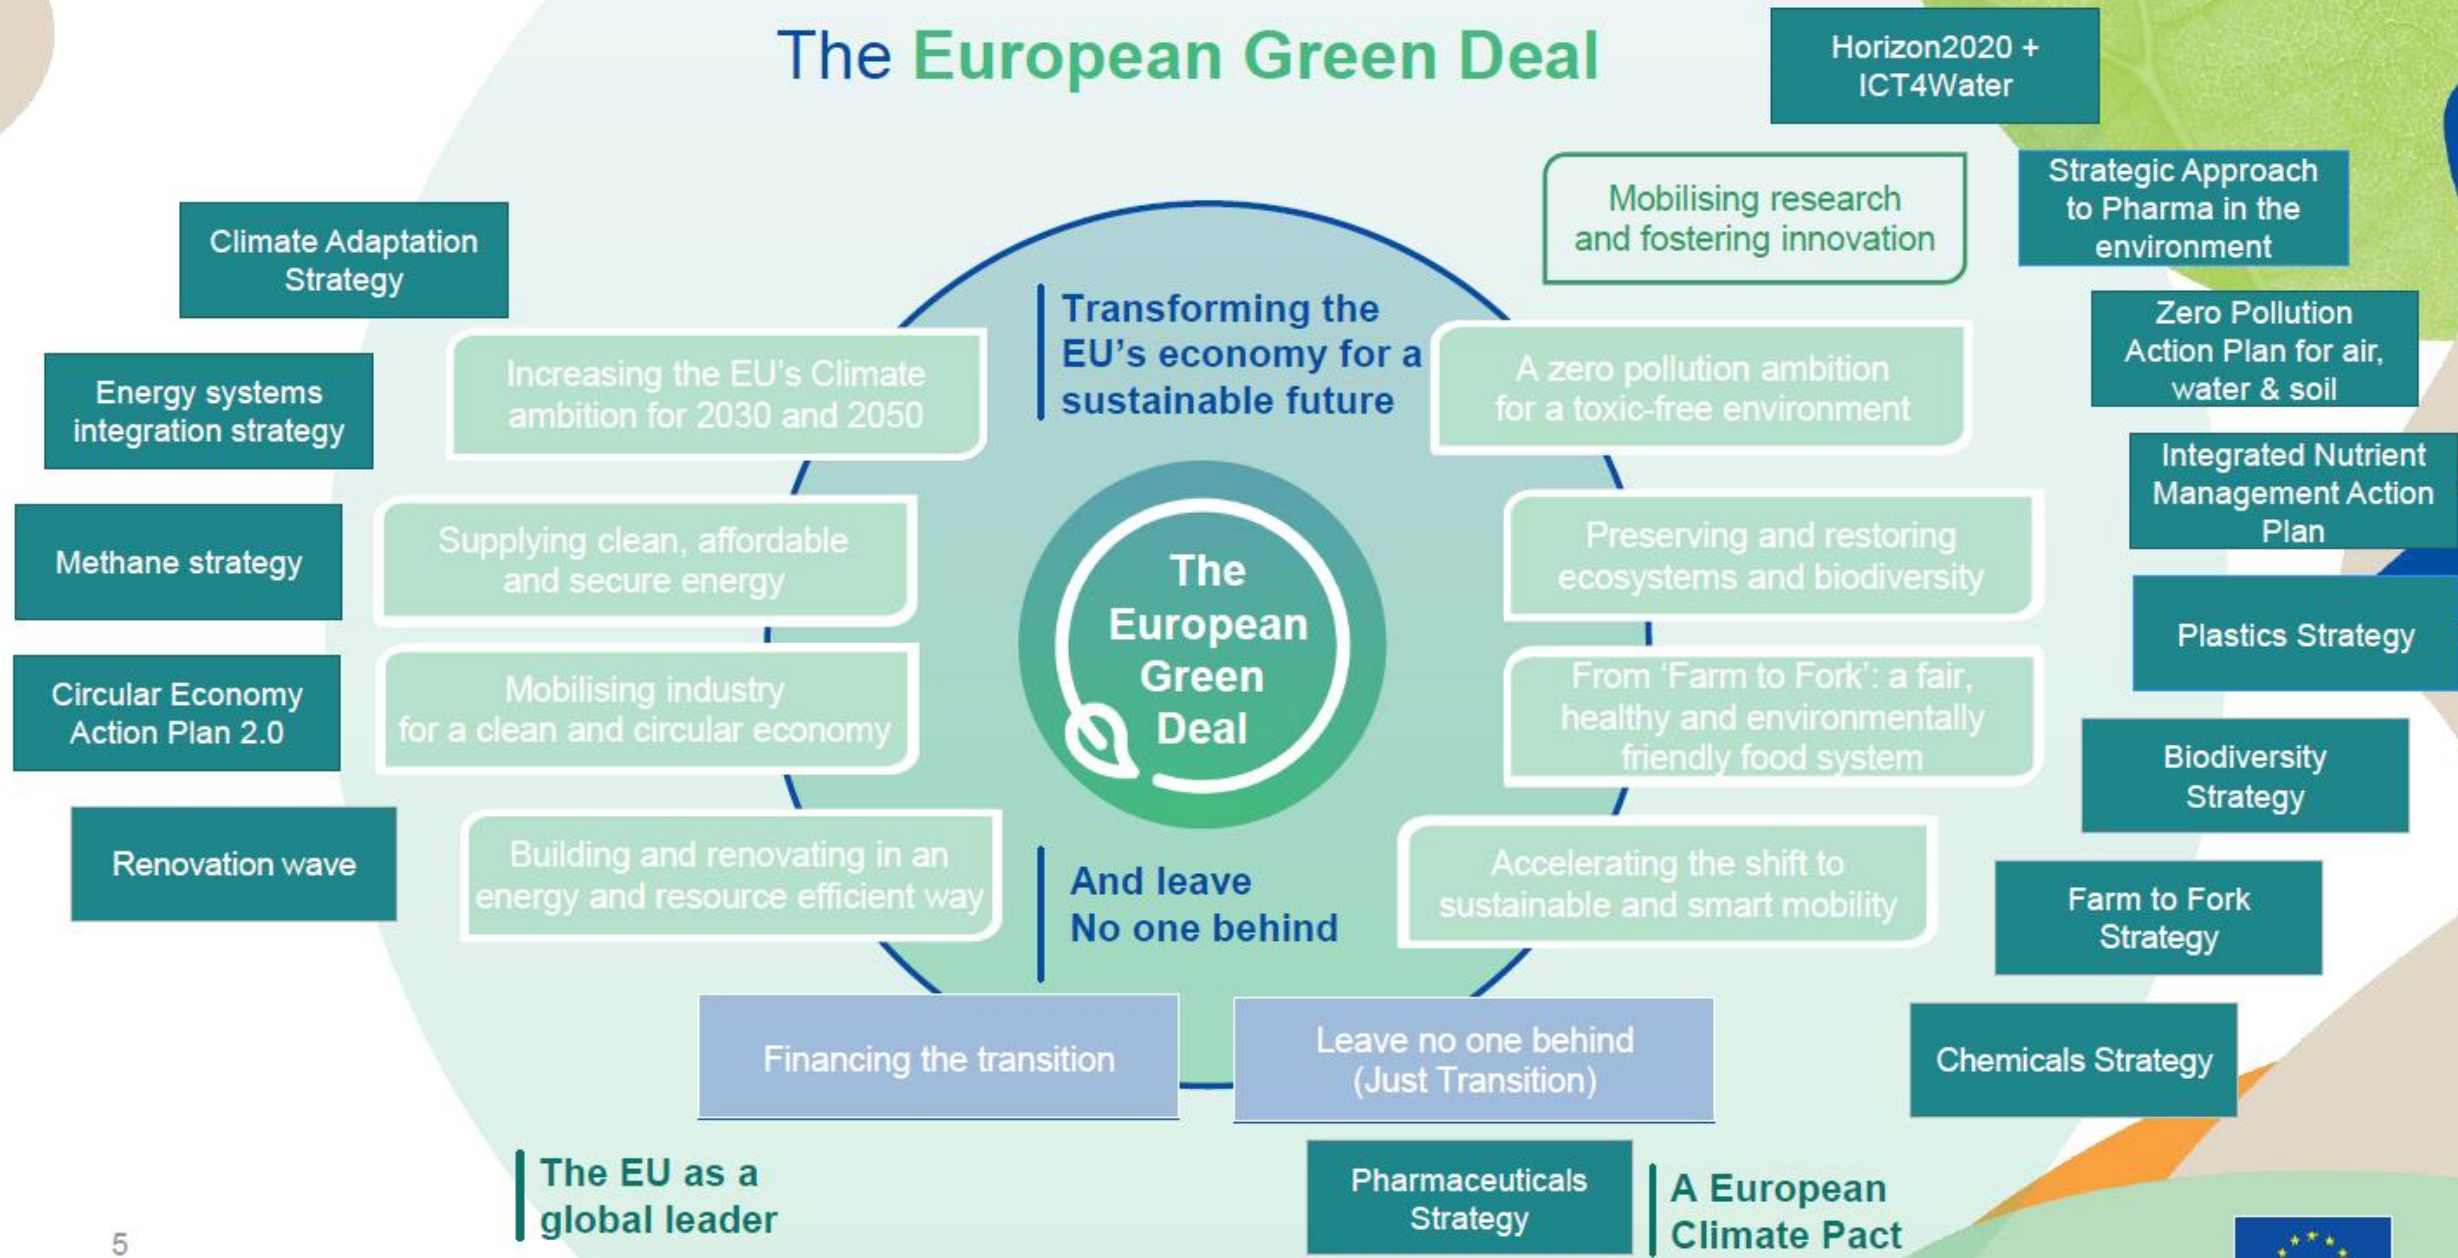 The European Green Deal
Horizon2020 +
ICT4Water
Mobilising research
and fostering innovation
Strategic Approach
to Pharma in the
environment
Climate Adaptation
Strategy
Transforming the
EU's economy for a
sustainable future
Zero Pollution
Action Plan for air,
water & soil
Energy systems
integration strategy
Increasing the EU's Climate
ambition for 2030 and 2050
A zero pollution ambition
for a toxic-free environment
Integrated Nutrient
Management Action
Plan
Methane strategy
Supplying clean, affordable
and secure energy
The
European
Green
Deal
Preserving and restoring
ecosystems and biodiversity
Plastics Strategy
Circular Economy
Action Plan 2.0
Mobilising industry
for a clean and circular economy
From 'Farm to Fork': a fair,
healthy and environmentally
friendly food system
Biodiversity
Strategy
Renovation wave
Building and renovating in an
energy and resource efficient way
And leave
No one behind
Accelerating the shift to
sustainable and smart mobility
Farm to Fork
Strategy
Financing the transition
Leave no one behind
(Just Transition)
Chemicals Strategy
The EU as a
global leader
Pharmaceuticals
Strategy
A European
Climate Pact
5